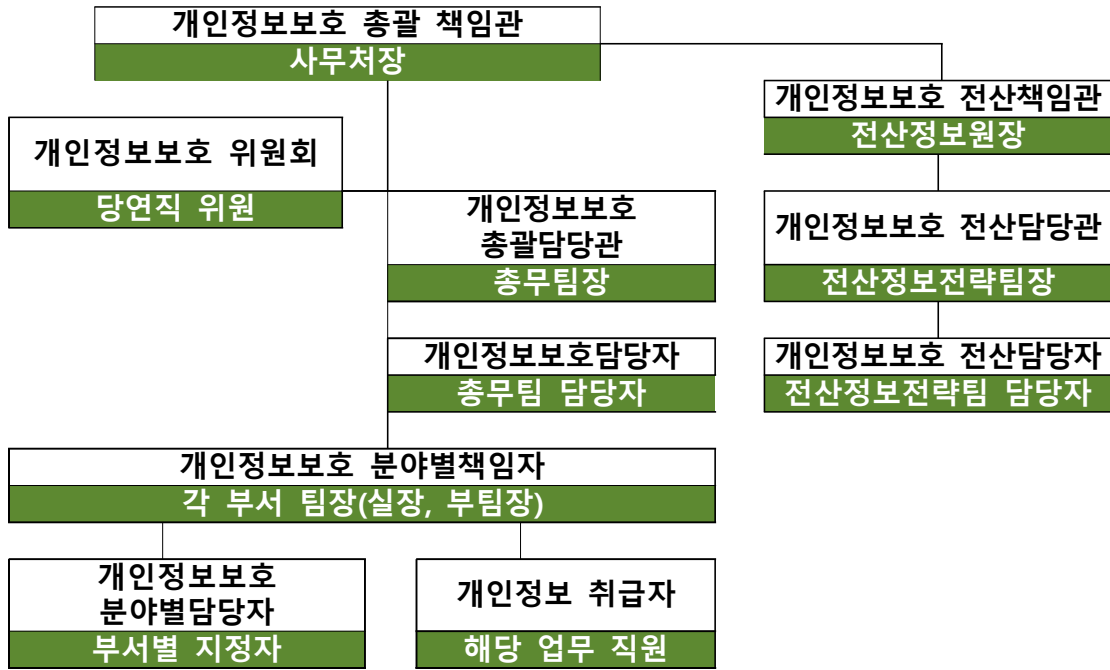 개인정보보호 총괄 책임관
사무처장
개인정보보호 전산책임관
전산정보원장
개인정보보호 위원회
당연직 위원
개인정보보호
총괄담당관
총무팀장
개인정보보호 전산담당관
전산정보전략팀장
개인정보보호담당자
총무팀 담당자
개인정보보호 전산담당자
전산정보전략팀 담당자
개인정보보호 분야별책임자
각 부서 팀장(실장, 부팀장)
개인정보보호
분야별담당자
부서별 지정자
개인정보 취급자
해당 업무 직원